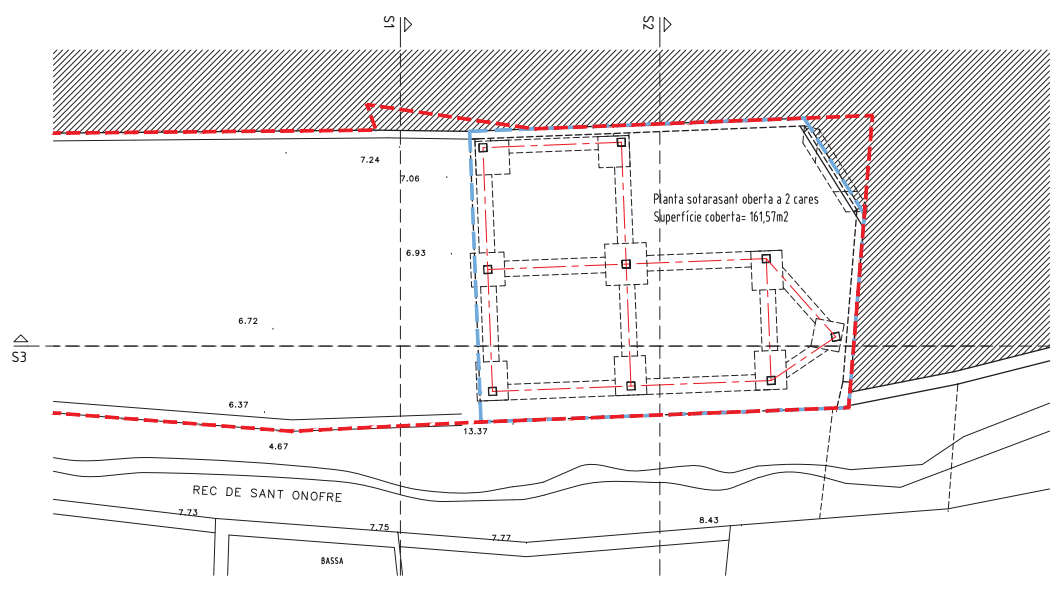 S1
S2
7.24
7.06
Planta sotarasant oberta a 2 cares
Superfície coberta= 161,57m2
6.93
6.72
S3
6.37
13.37
4.67
REC DE SANT ONOFRE
7.73
7.75
7.77
8.43
BASSA